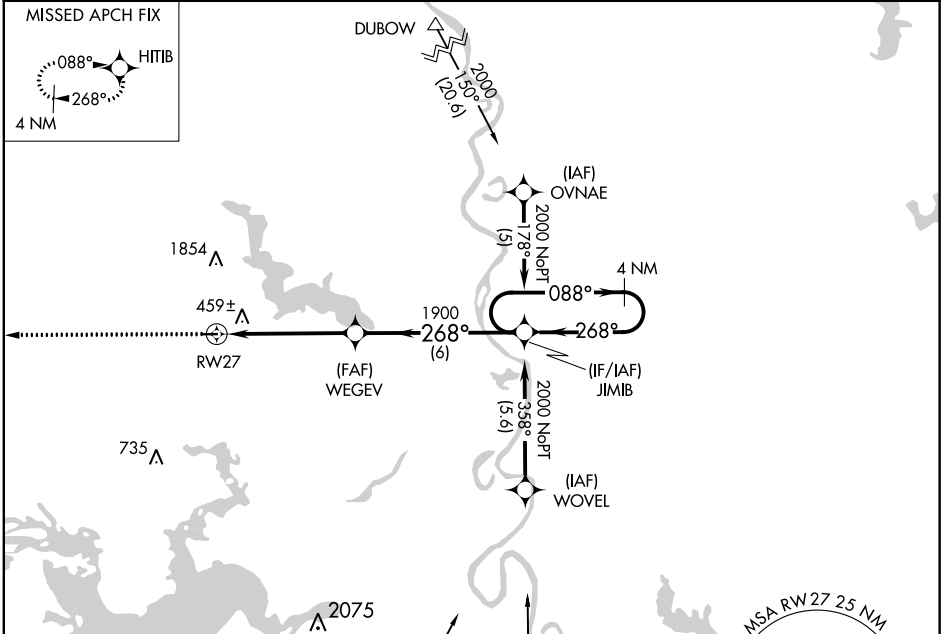 MISSED APCH FIX
HITIB
088°
268°
4 NM
DUBOW
2000
150°
(20.6)
(IAF)
OVNAE
2000 NoPT
178°
(5)
4 NM
088°
268°
1854
459±
RW27
1900
268°
(6)
(FAF)
WEGEV
(IF/IAF)
JIMIB
2000 NoPT
358°
(5.6)
735
(IAF)
WOVEL
2075
MSA RW27 25 NM